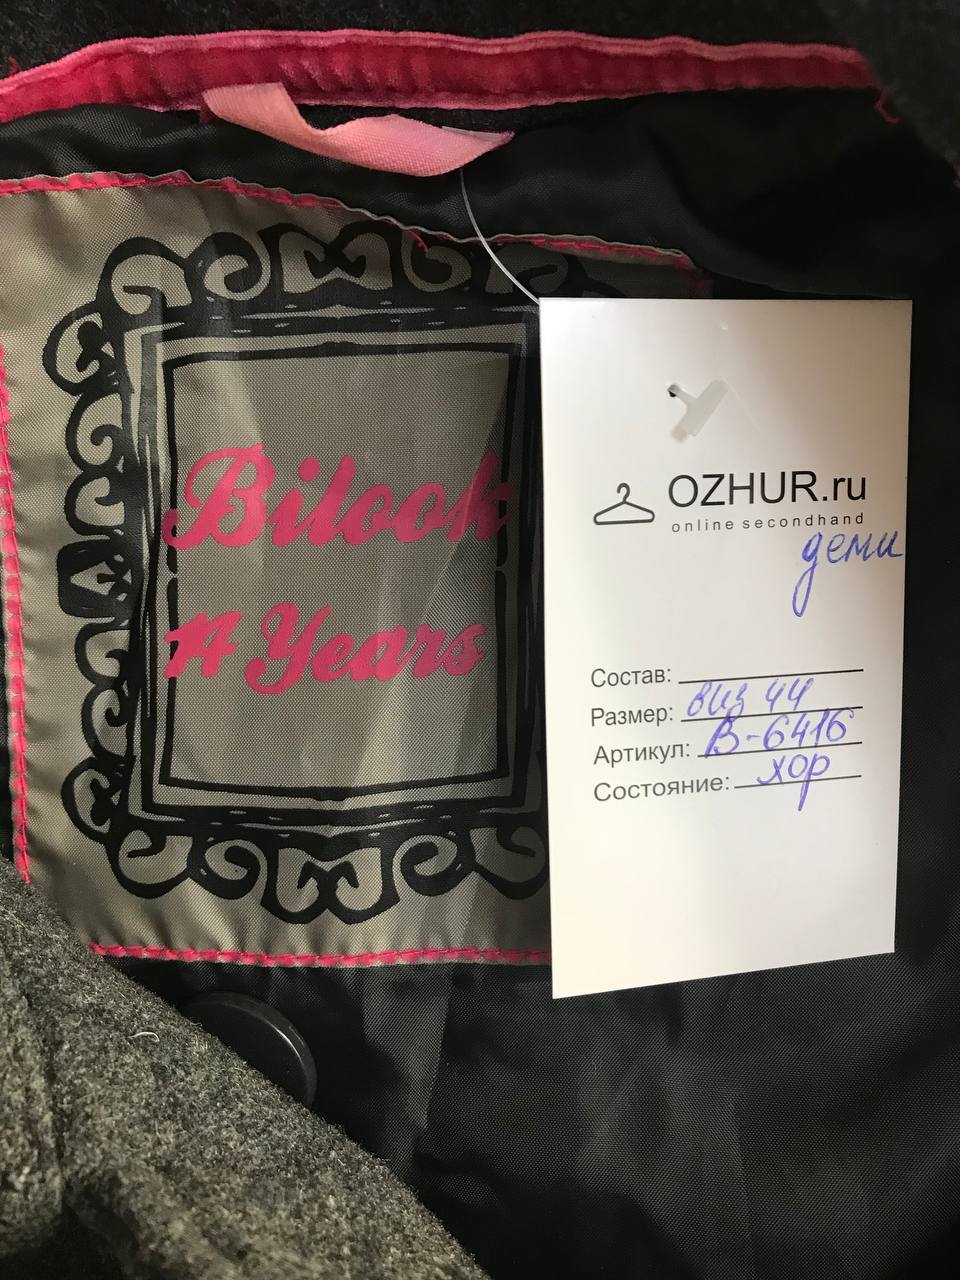 Bilook
14 Years
OZHUR.ru
online secondhand
деми
Состав:
Размер: виз 44
Артикул: В-6416
Состояние: хор